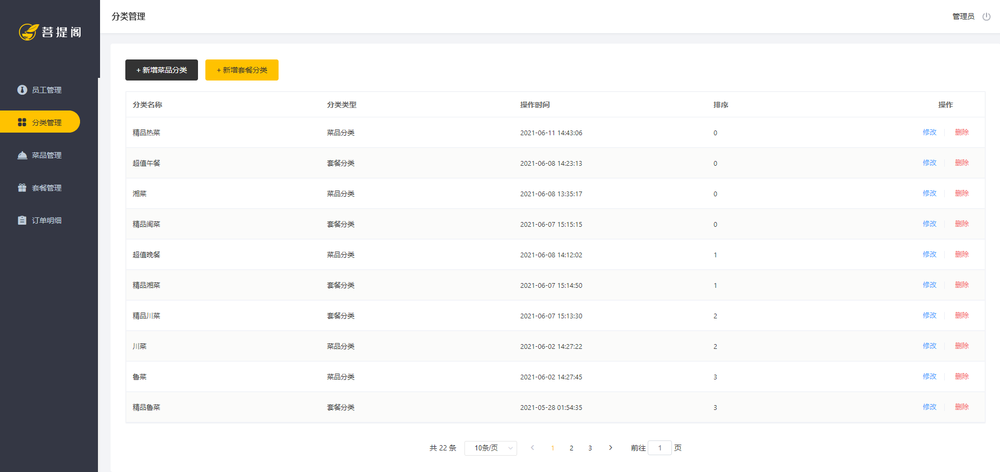 菩提阁
分类管理
管理员
员工管理
分类管理
菜品管理
套餐管理
订单明细
+ 新增菜品分类 + 新增套餐分类
分类名称 分类类型 操作时间 排序 操作
精品热菜 菜品分类 2021-06-11 14:43:06 0 修改 删除
超值午餐 套餐分类 2021-06-08 14:23:13 0 修改 删除
湘菜 菜品分类 2021-06-08 13:35:17 0 修改 删除
精品闽菜 套餐分类 2021-06-07 15:15:15 0 修改 删除
超值晚餐 菜品分类 2021-06-08 14:12:02 1 修改 删除
精品湘菜 套餐分类 2021-06-07 15:14:50 1 修改 删除
精品川菜 套餐分类 2021-06-07 15:13:30 2 修改 删除
川菜 菜品分类 2021-06-02 14:27:22 2 修改 删除
鲁菜 菜品分类 2021-06-02 14:27:45 3 修改 删除
精品鲁菜 套餐分类 2021-05-28 01:54:35 3 修改 删除
共 22 条 10条/页 1 2 3 前往 1 页